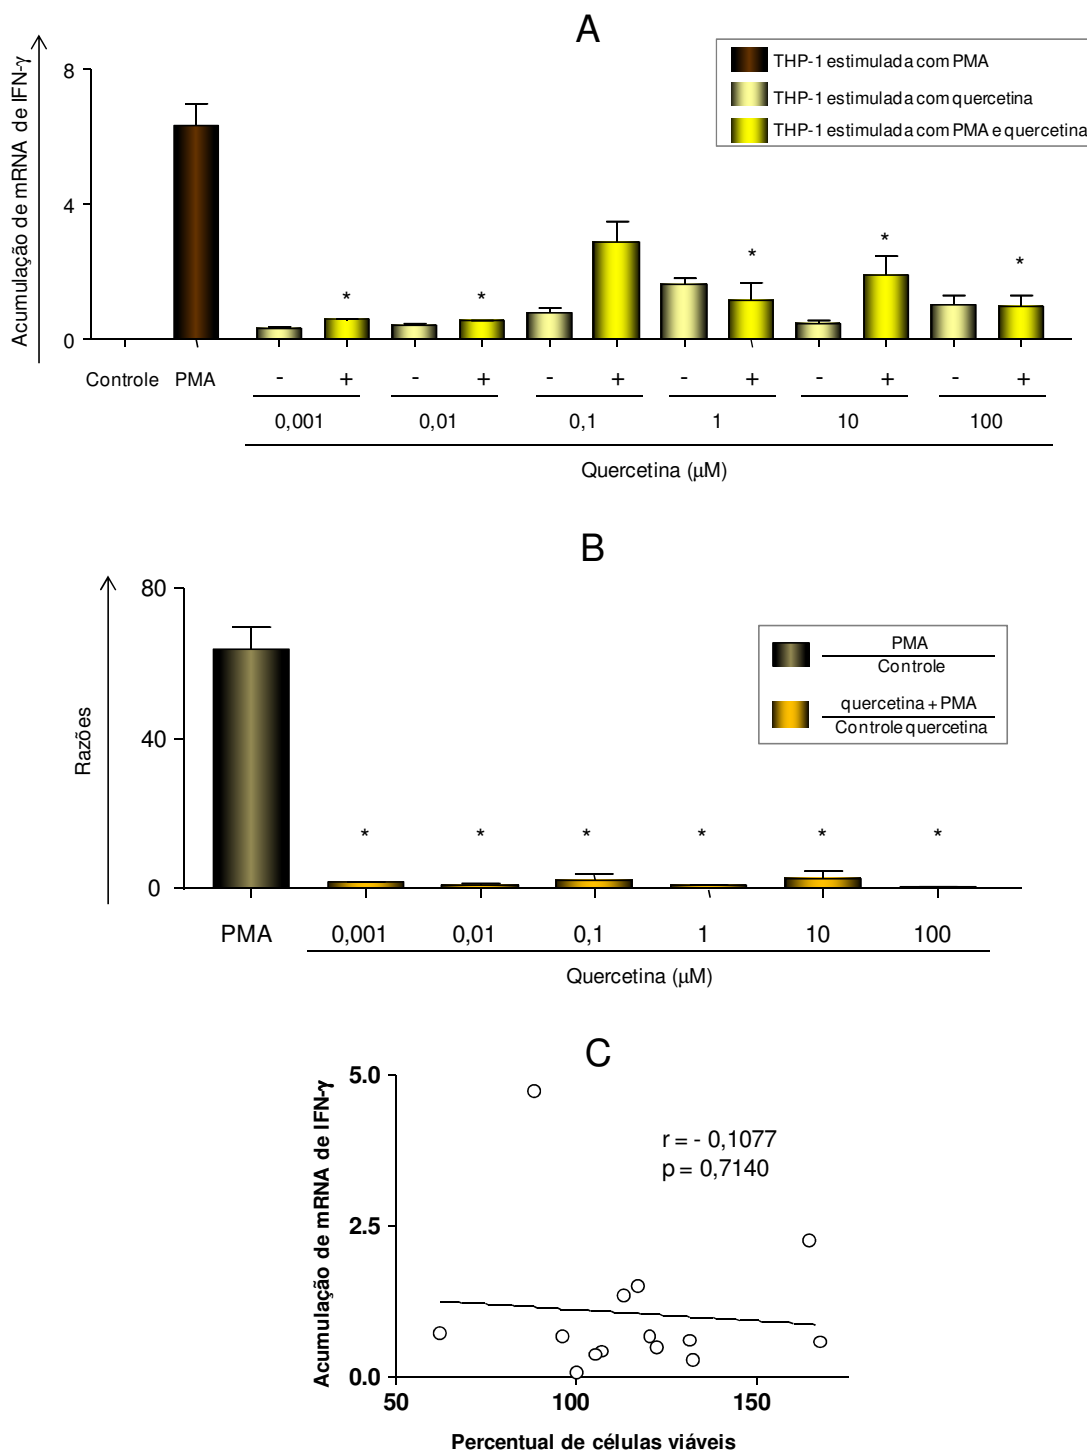 A
Acumulação de mRNA de IFN-γ
8
4
0
THP-1 estimulada com PMA
THP-1 estimulada com quercetina
THP-1 estimulada com PMA e quercetina
* * * * *
Controle PMA - + - + - + - + - + - +
0,001 0,01 0,1 1 10 100
Quercetina (μM)
B
Razões
80
40
0
PMA
Controle
quercetina + PMA
Controle quercetina
* * * * * *
PMA 0,001 0,01 0,1 1 10 100
Quercetina (μM)
C
Acumulação de mRNA de IFN-γ
5.0
2.5
0.0
r = - 0,1077
p = 0,7140
50 100 150
Percentual de células viáveis